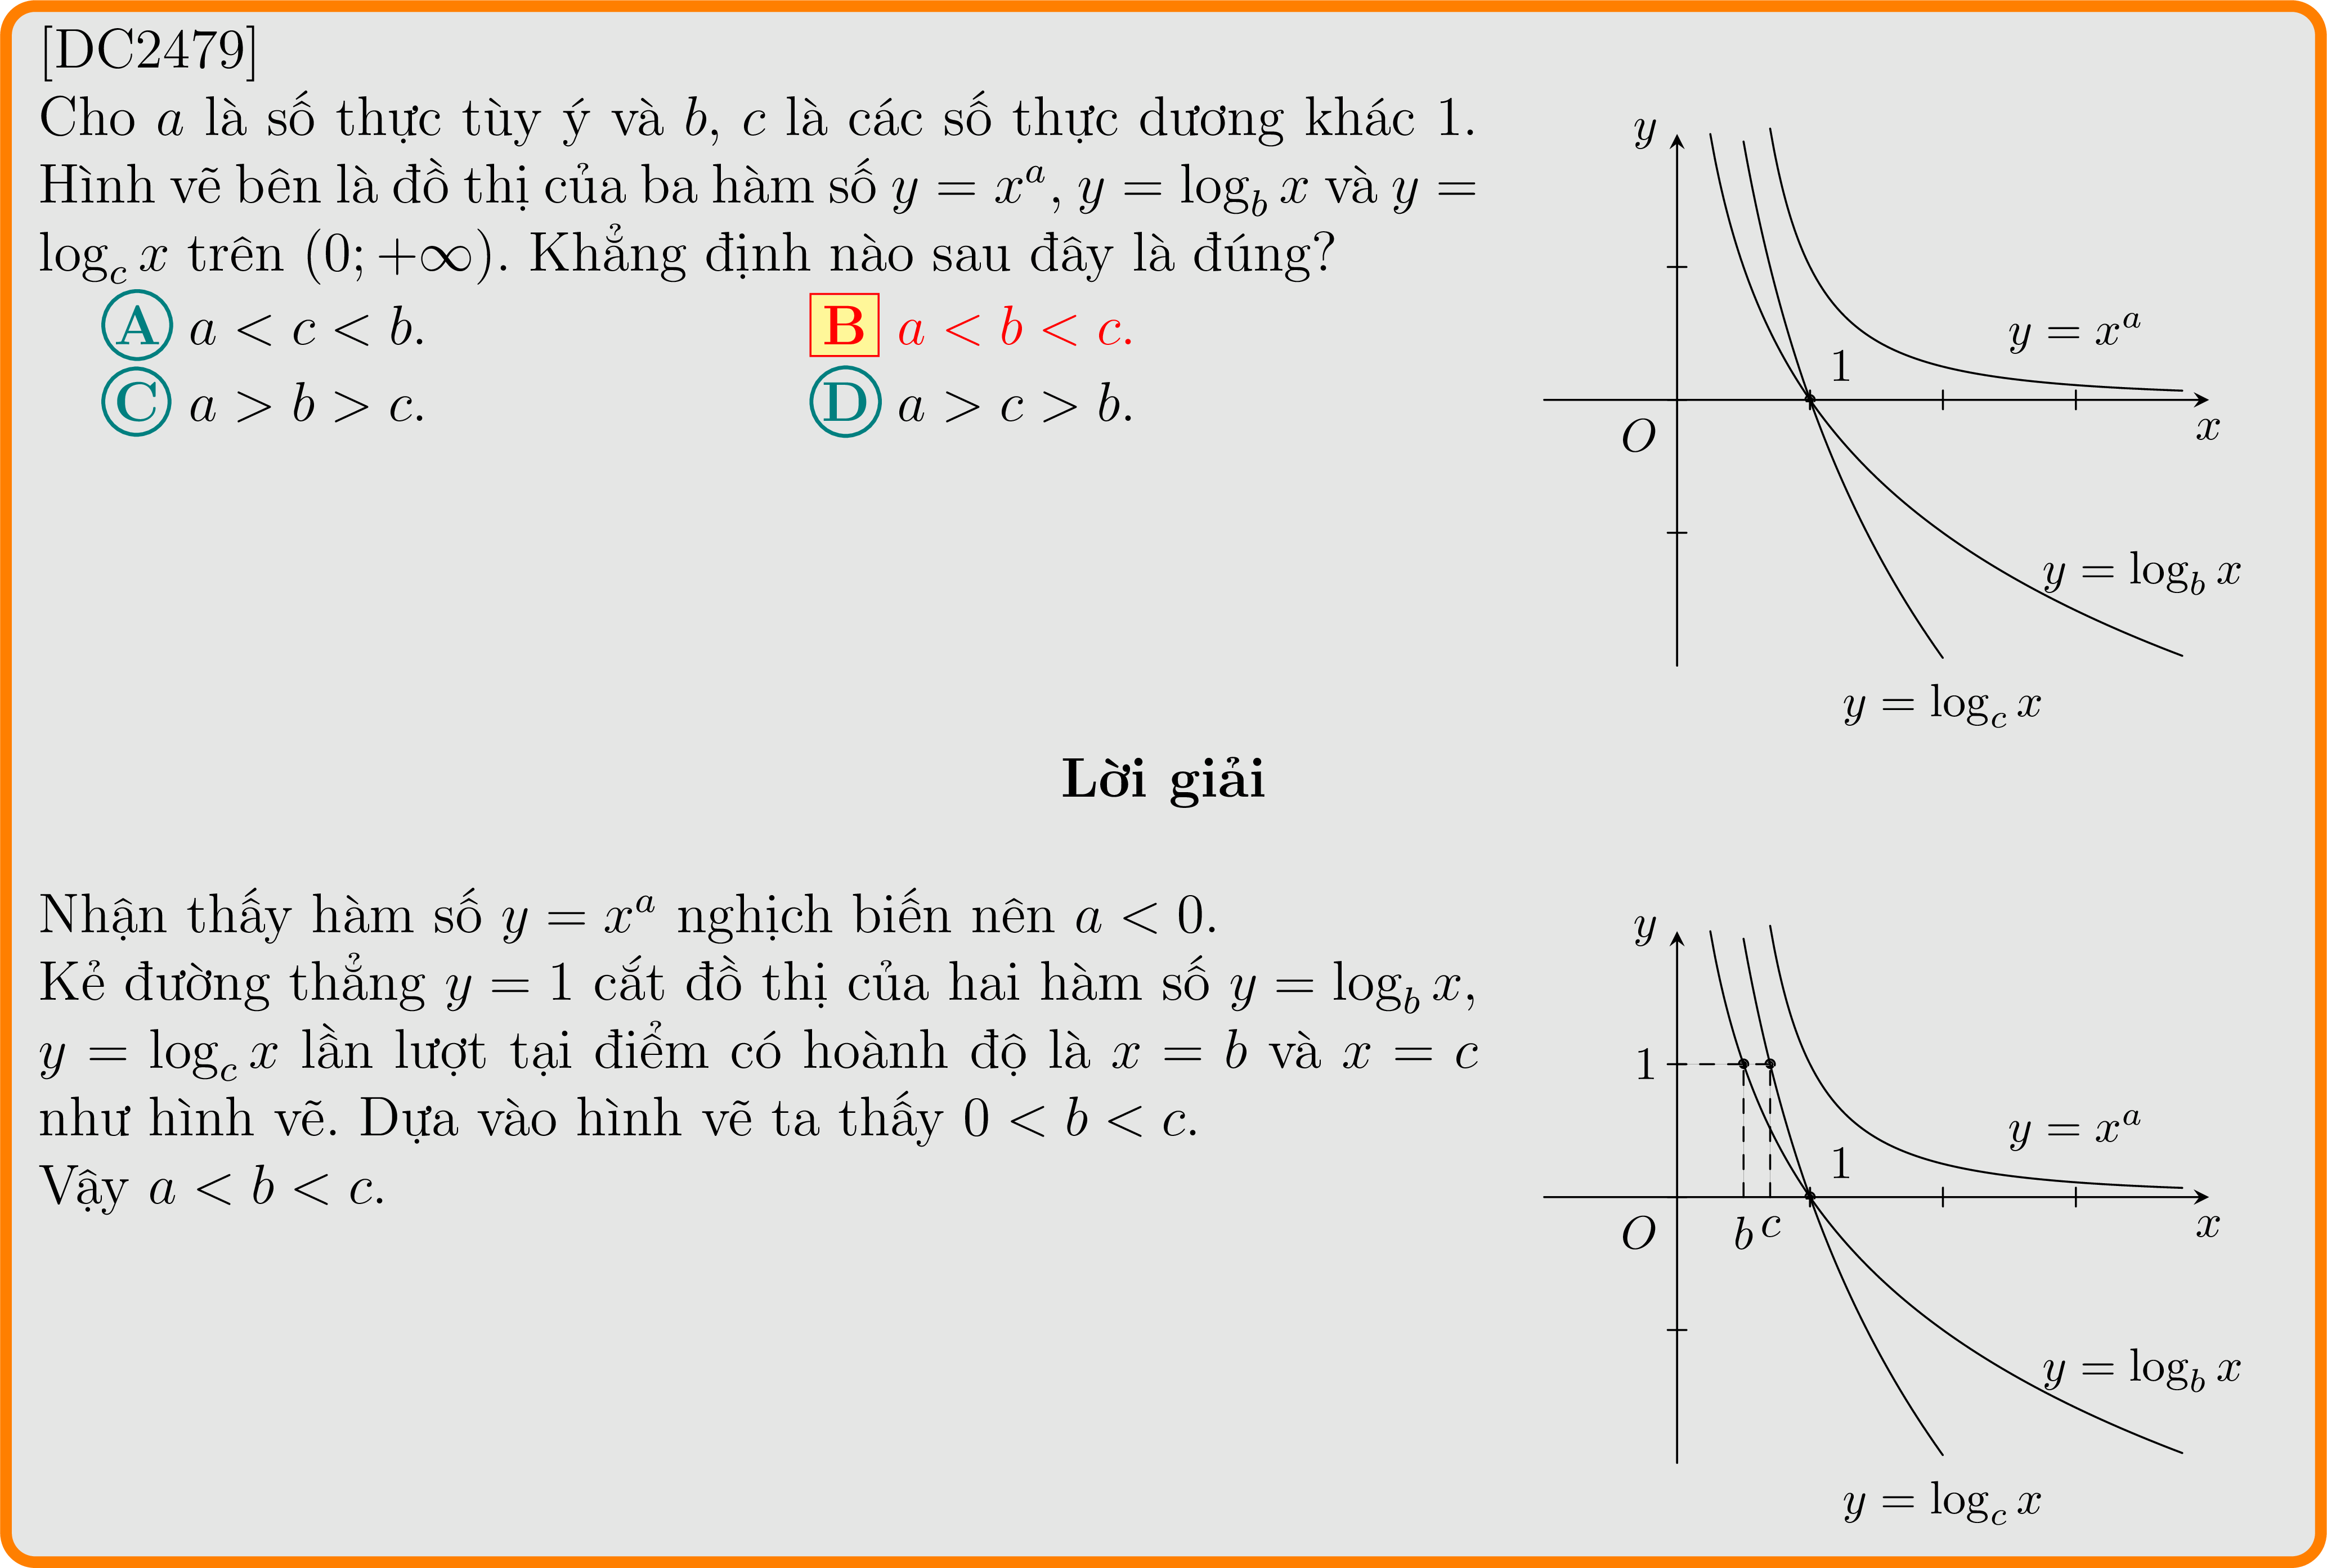 [DC2479]
Cho a là số thực tùy ý và b, c là các số thực dương khác 1.
Hình vẽ bên là đồ thị của ba hàm số y = x^a, y = log_b x và y =
log_c x trên (0; +∞). Khẳng định nào sau đây là đúng?
A a < c < b. B a < b < c.
C a > b > c. D a > c > b.
y
1
y = x^a
O
x
y = log_b x
y = log_c x
Lời giải
Nhận thấy hàm số y = x^a nghịch biến nên a < 0.
Kẻ đường thẳng y = 1 cắt đồ thị của hai hàm số y = log_b x,
y = log_c x lần lượt tại điểm có hoành độ là x = b và x = c
như hình vẽ. Dựa vào hình vẽ ta thấy 0 < b < c.
Vậy a < b < c.
y
1
y = x^a
1
O
b c
x
y = log_b x
y = log_c x